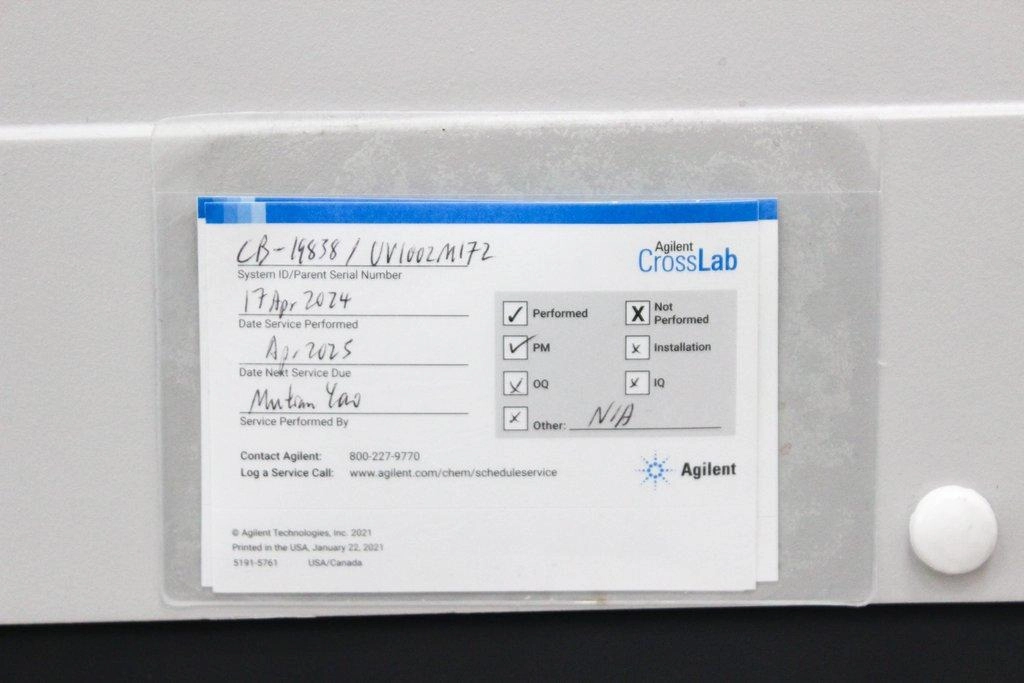 CB-19838 / UV1002M172
System ID/Parent Serial Number
17 Apr 2024
Date Service Performed
Apr 2025
Date Next Service Due
Mutian Yao
Service Performed By
Agilent
CrossLab
✓ Performed
X Not Performed
✓ PM
x Installation
x OQ
x IQ
x Other: N/A
Contact Agilent: 800-227-9770
Log a Service Call: www.agilent.com/chem/scheduleservice
Agilent
© Agilent Technologies, Inc. 2021
Printed in the USA, January 22, 2021
5191-5761 USA/Canada